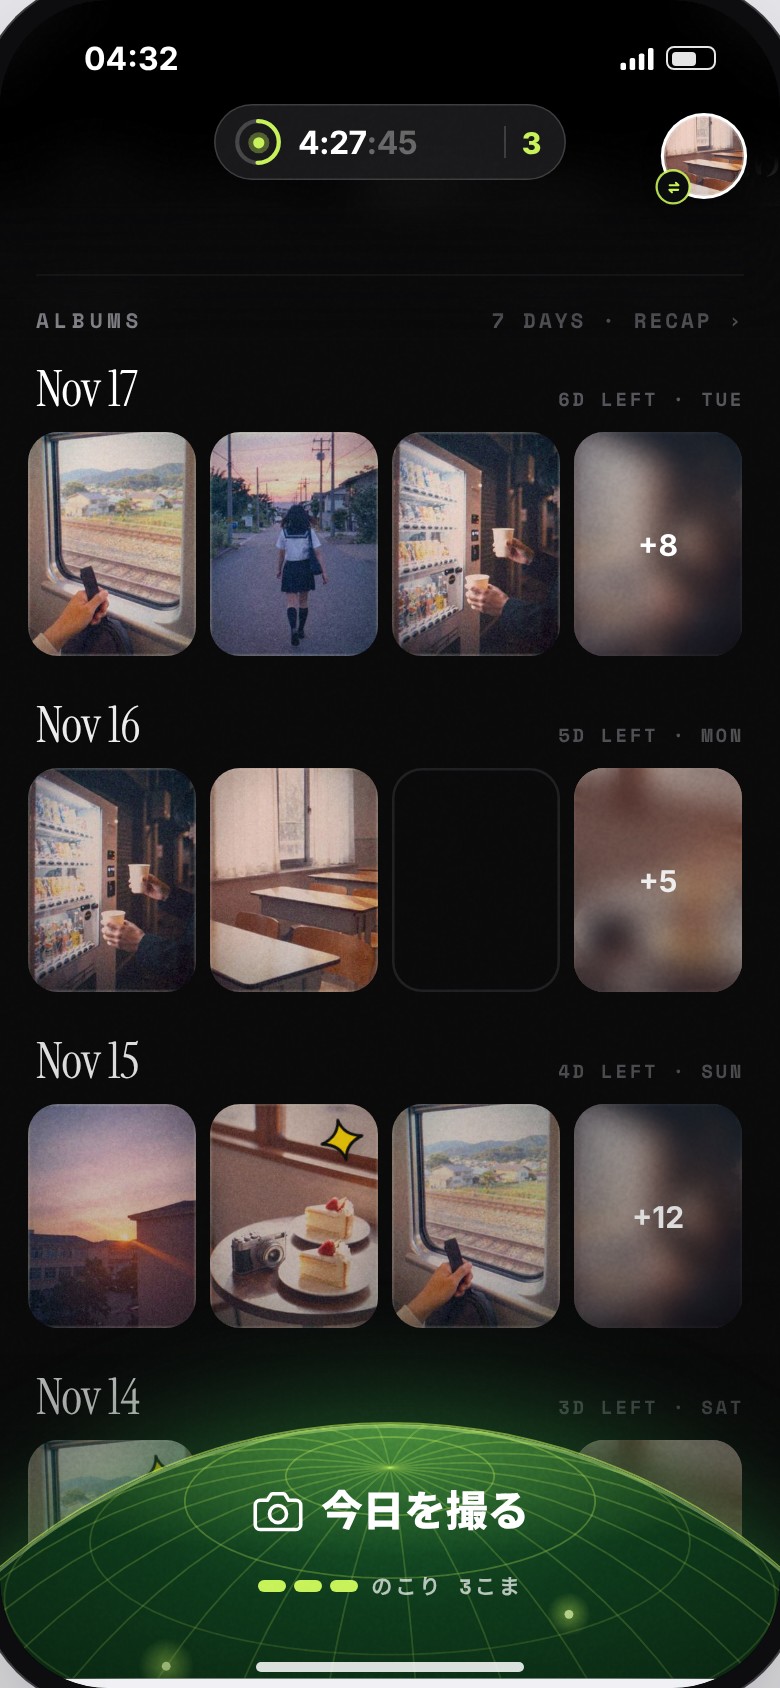 04:32
4:27:45 3
ALBUMS 7 DAYS · RECAP ›
Nov 17 6D LEFT · TUE
+8
Nov 16 5D LEFT · MON
+5
Nov 15 4D LEFT · SUN
+12
Nov 14 3D LEFT · SAT
今日を撮る
のこり 3こま